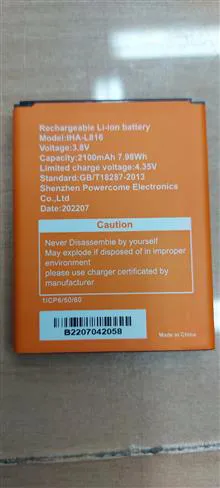 Rechargeable Li-Ion battery
Model:IHA-L816
Voltage:3.8V
Capacity:2100mAh 7.98Wh
Limited charge voltage:4.35V
Standard:GB/T18287-2013
Shenzhen Powercome Electronics
Co.,Ltd
Date:202207
Caution
Never Disassemble by yourself
May explode if disposed of in improper
environment
Please use charger certificated by
manufacturer
1ICP6/50/60
B2207042058
Made in China